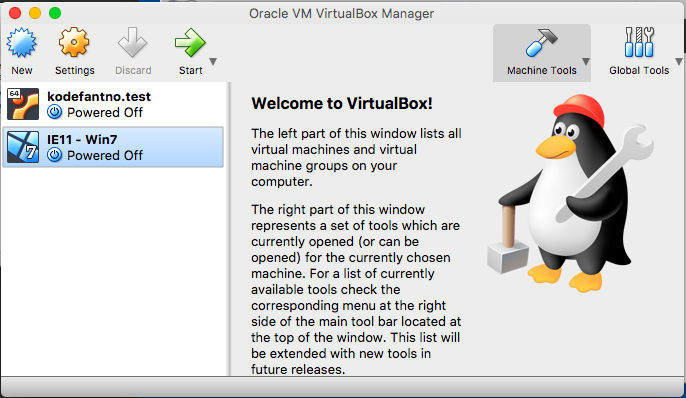 Oracle VM VirtualBox Manager
New
Settings
Discard
Start
Machine Tools
Global Tools
64
kodefantno.test
Powered Off
7
IE11 - Win7
Powered Off
Welcome to VirtualBox!
The left part of this window lists all
virtual machines and virtual
machine groups on your
computer.
The right part of this window
represents a set of tools which are
currently opened (or can be
opened) for the currently chosen
machine. For a list of currently
available tools check the
corresponding menu at the right
side of the main tool bar located at
the top of the window. This list will
be extended with new tools in
future releases.